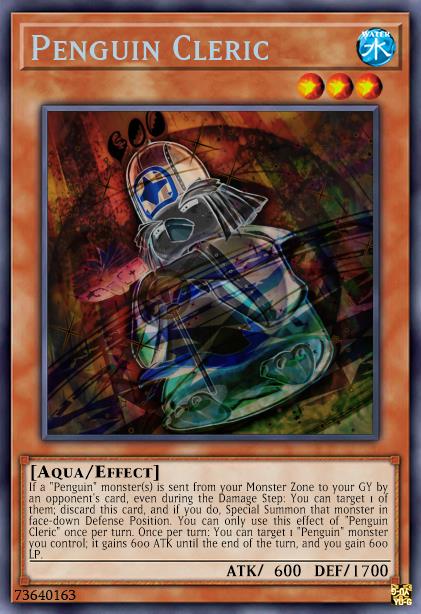 PENGUIN CLERIC
WATER
水
[AQUA/EFFECT]
If a "Penguin" monster(s) is sent from your Monster Zone to your GY by
an opponent's card, even during the Damage Step: You can target 1 of
them; discard this card, and if you do, Special Summon that monster in
face-down Defense Position. You can only use this effect of "Penguin
Cleric" once per turn. Once per turn: You can target 1 "Penguin" monster
you control; it gains 600 ATK until the end of the turn, and you gain 600
LP.
ATK/ 600 DEF/1700
73640163